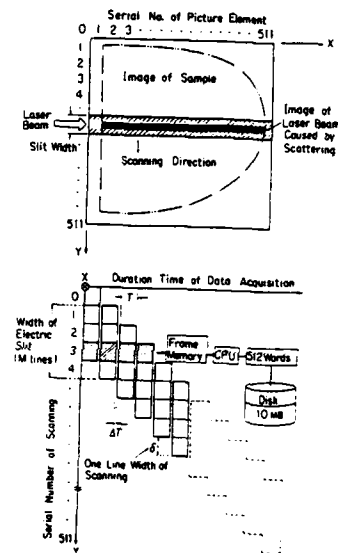 Serial No. of Picture Element
0 1 2 3 511
X
1
2
3
4
Image of Sample
Laser Beam
Image of Laser Beam Caused by Scattering
Slit Width
Scanning Direction
511
Y
X Duration Time of Data Acquisition
0
1
2
3
4
T
Width of Electric Slit (M lines)
Frame Memory
CPU
512 Words
Disk
10 MB
ΔT
δ
One Line Width of Scanning
Serial Number of Scanning
511
Y